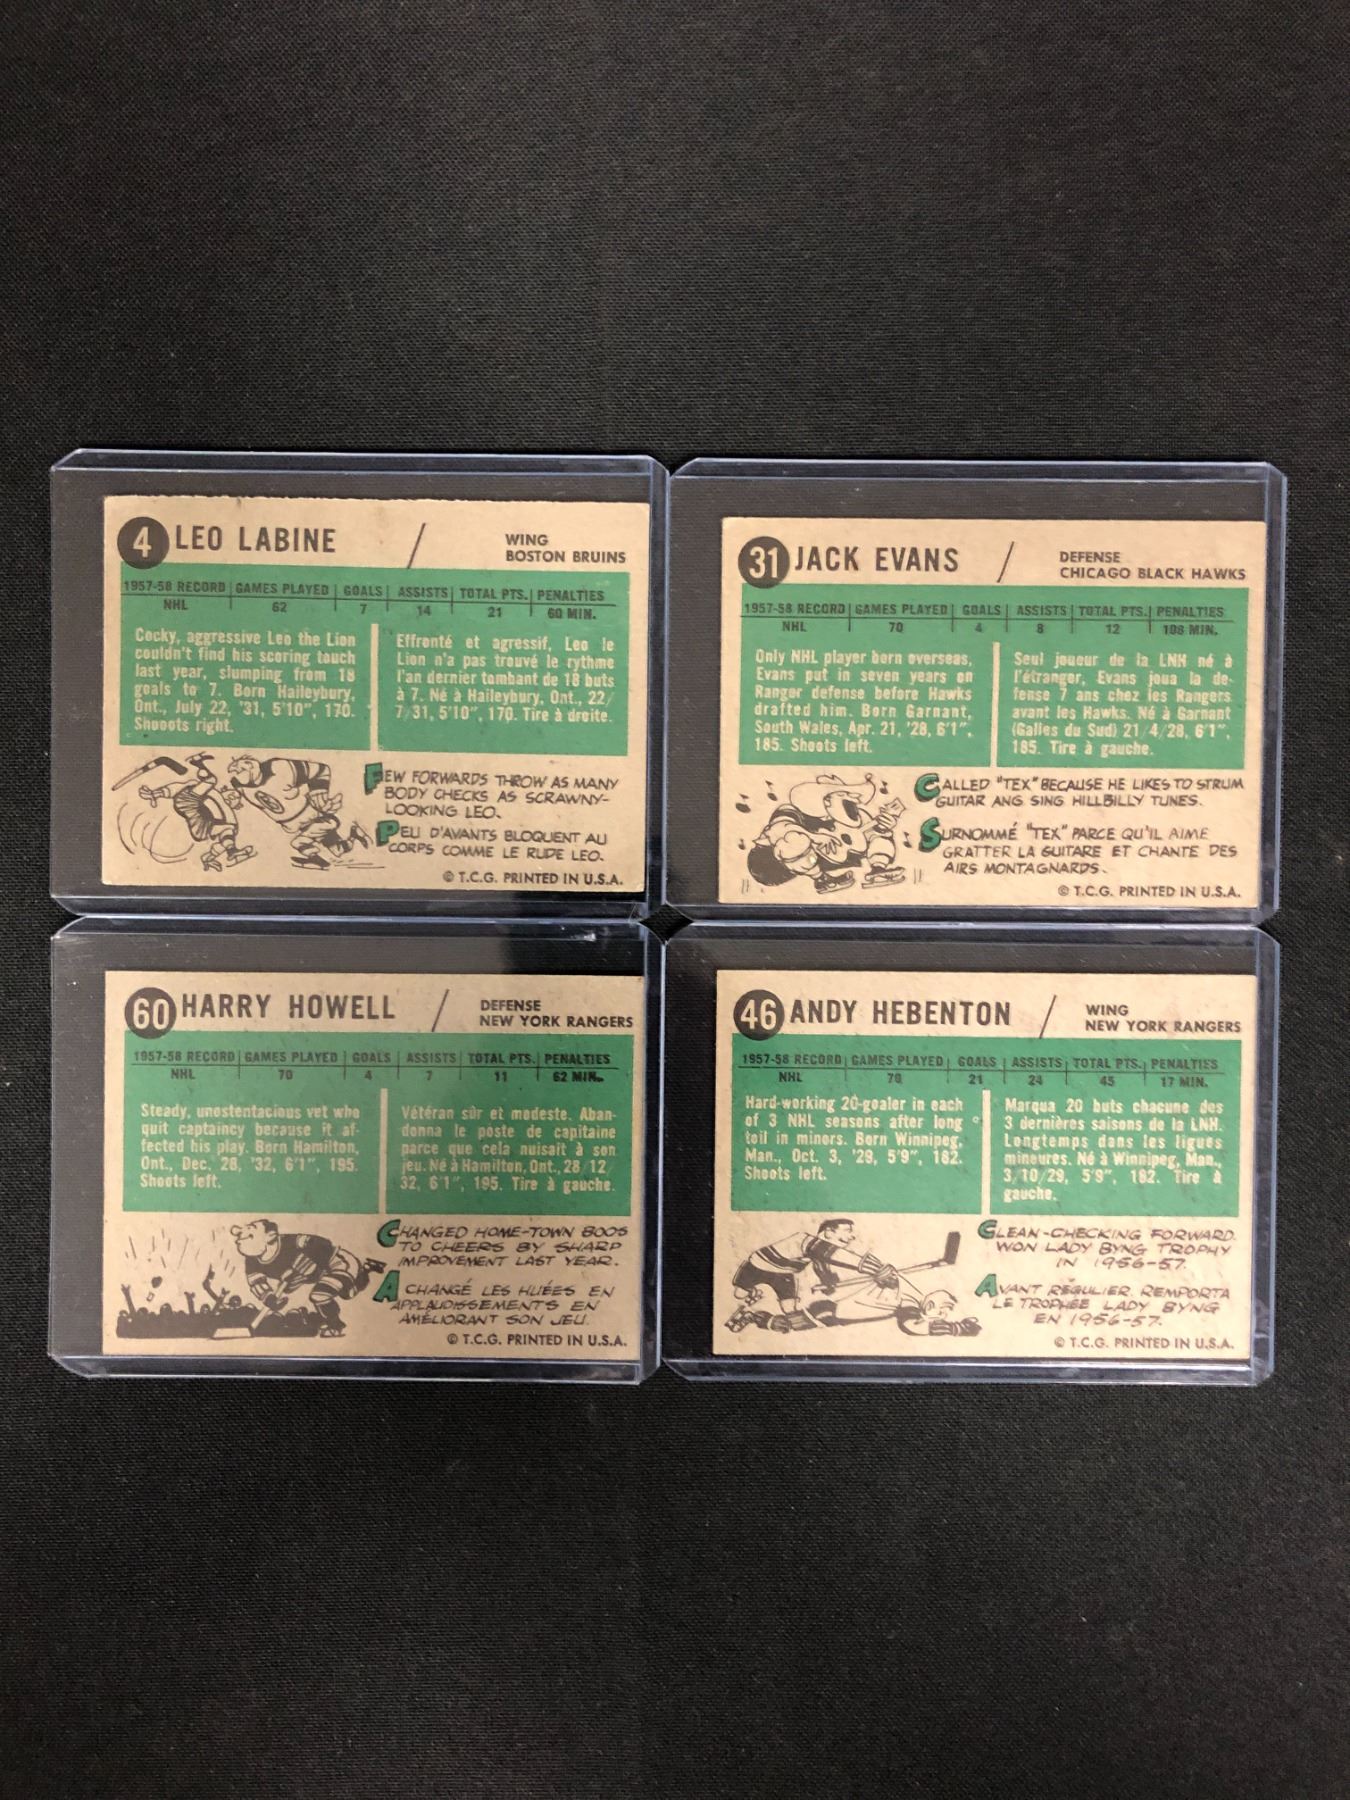 4 LEO LABINE / WING
BOSTON BRUINS
1957-58 RECORD GAMES PLAYED GOALS ASSISTS TOTAL PTS. PENALTIES
NHL 62 7 14 21 60 MIN.
Cocky, aggressive Leo the Lion
couldn't find his scoring touch
last year, slumping from 18
goals to 7. Born Haileybury,
Ont., July 22, '31, 5'10", 170.
Shooots right.
Effronté et agressif, Leo le
Lion n'a pas trouvé le rythme
l'an dernier tombant de 18 buts
à 7. Né à Haileybury, Ont., 22/
7/31, 5'10", 170. Tire à droite.
FEW FORWARDS THROW AS MANY
BODY CHECKS AS SCRAWNY-
LOOKING LEO.
PEU D'AVANTS BLOQUENT AU
CORPS COMME LE RUDE LEO.
© T.C.G. PRINTED IN U.S.A.
31 JACK EVANS / DEFENSE
CHICAGO BLACK HAWKS
1957-58 RECORD GAMES PLAYED GOALS ASSISTS TOTAL PTS. PENALTIES
NHL 70 4 8 12 108 MIN.
Only NHL player born overseas,
Evans put in seven years on
Ranger defense before Hawks
drafted him. Born Garnant,
South Wales, Apr. 21, '28, 6'1",
185. Shoots left.
Seul joueur de la LNH né à
l'étranger, Evans joua la de-
fense 7 ans chez les Rangers
avant les Hawks. Né à Garnant
(Galles du Sud) 21/4/28, 6'1",
185. Tire à gauche.
CALLED "TEX" BECAUSE HE LIKES TO STRUM
GUITAR ANG SING HILLBILLY TUNES.
SURNOMMÉ "TEX" PARCE QU'IL AIME
GRATTER LA GUITARE ET CHANTE DES
AIRS MONTAGNARDS.
© T.C.G. PRINTED IN U.S.A.
60 HARRY HOWELL / DEFENSE
NEW YORK RANGERS
1957-58 RECORD GAMES PLAYED GOALS ASSISTS TOTAL PTS. PENALTIES
NHL 70 4 7 11 62 MIN.
Steady, unostentacious vet who
quit captaincy because it af-
fected his play. Born Hamilton,
Ont., Dec. 28, '32, 6'1", 195.
Shoots left.
Vétéran sûr et modeste. Aban-
donna le poste de capitaine
parce que cela nuisait à son
jeu. Né à Hamilton, Ont., 28/12/
32, 6'1", 195. Tire à gauche.
CHANGED HOME-TOWN BOOS
TO CHEERS BY SHARP
IMPROVEMENT LAST YEAR.
A CHANGÉ LES HUÉES EN
APPLAUDISSEMENTS EN
AMÉLIORANT SON JEU.
© T.C.G. PRINTED IN U.S.A.
46 ANDY HEBENTON / WING
NEW YORK RANGERS
1957-58 RECORD GAMES PLAYED GOALS ASSISTS TOTAL PTS. PENALTIES
NHL 70 21 24 45 17 MIN.
Hard-working 20-goaler in each
of 3 NHL seasons after long
toil in minors. Born Winnipeg,
Man., Oct. 3, '29, 5'9", 182.
Shoots left.
Marqua 20 buts chacune des
3 dernières saisons de la LNH.
Longtemps dans les ligues
mineures. Né à Winnipeg, Man.,
3/10/29, 5'9", 182. Tire à
gauche.
CLEAN-CHECKING FORWARD
WON LADY BYNG TROPHY
IN 1956-57.
AVANT RÉGULIER REMPORTA
LE TROPHÉE LADY BYNG
EN 1956-57.
© T.C.G. PRINTED IN U.S.A.